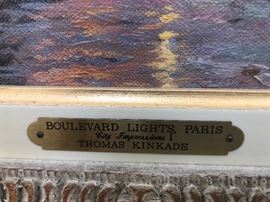 BOULEVARD LIGHTS, PARIS
City Impressions I
THOMAS KINKADE